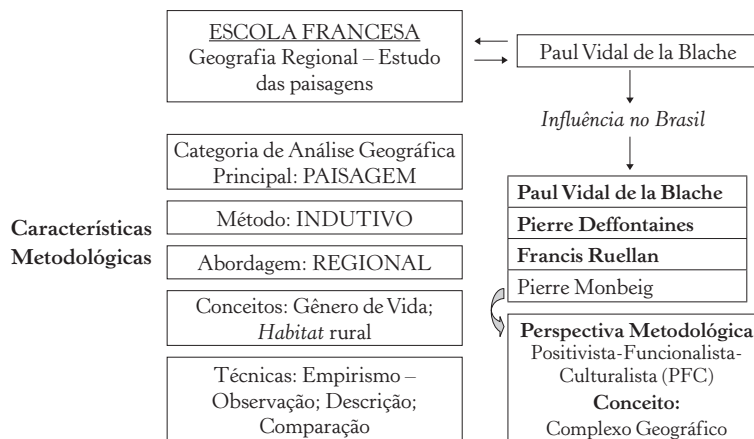 ESCOLA FRANCESA
Geografia Regional – Estudo
das paisagens
Paul Vidal de la Blache
Influência no Brasil
Categoria de Análise Geográfica
Principal: PAISAGEM
Características
Metodológicas
Método: INDUTIVO
Abordagem: REGIONAL
Conceitos: Gênero de Vida;
Habitat rural
Técnicas: Empirismo –
Observação; Descrição;
Comparação
Paul Vidal de la Blache
Pierre Deffontaines
Francis Ruellan
Pierre Monbeig
Perspectiva Metodológica
Positivista-Funcionalista-
Culturalista (PFC)
Conceito:
Complexo Geográfico